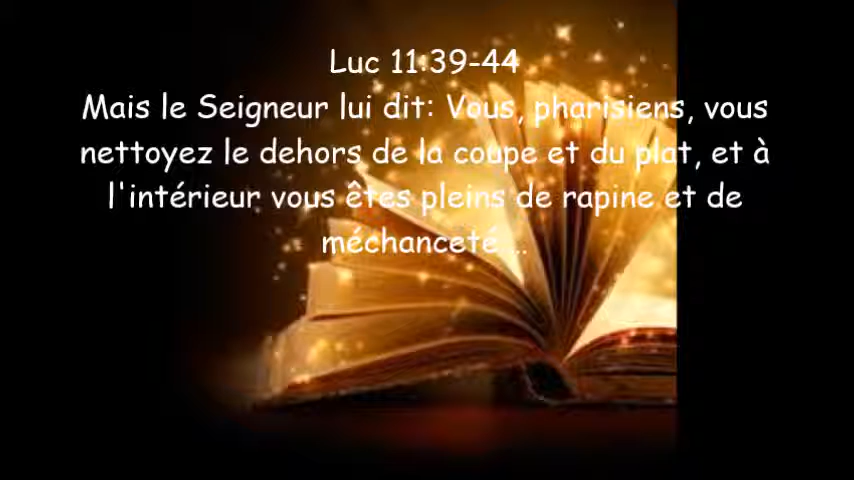 Luc 11:39-44
Mais le Seigneur lui dit: Vous, pharisiens, vous
nettoyez le dehors de la coupe et du plat, et à
l'intérieur vous êtes pleins de rapine et de
méchanceté ...